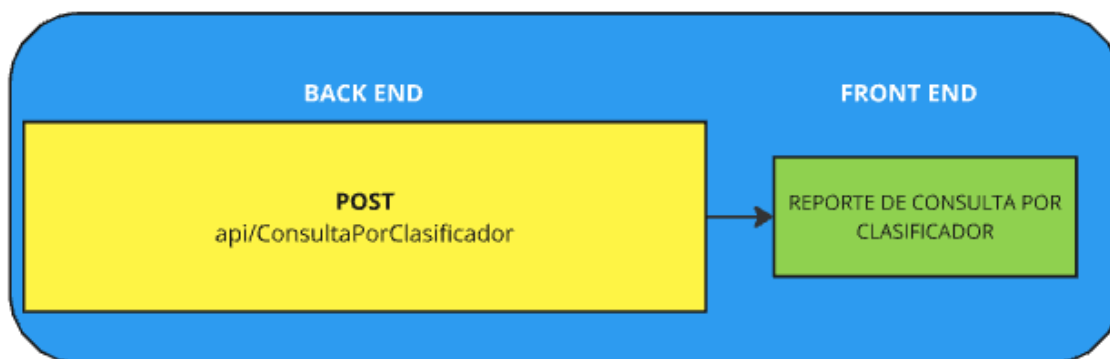 BACK END
FRONT END
POST
api/ConsultaPorClasificador
REPORTE DE CONSULTA POR
CLASIFICADOR